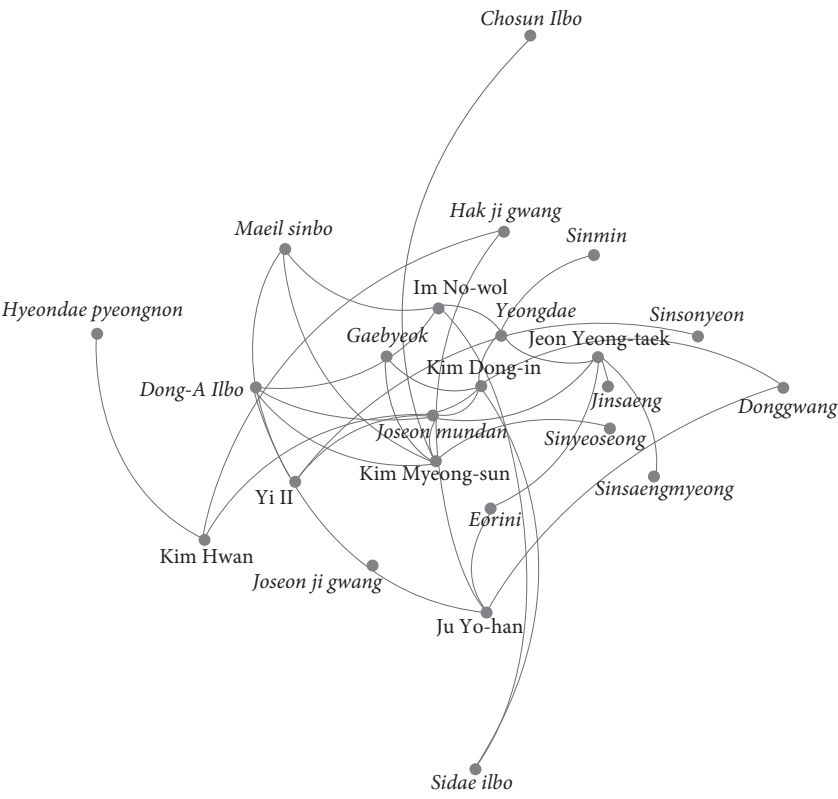 Chosun Ilbo
Hak ji gwang
Maeil sinbo
Sinmin
Im No-wol
Hyeondae pyeongnon
Yeongdae
Sinsonyeon
Gaebyeok
Jeon Yeong-taek
Kim Dong-in
Dong-A Ilbo
Jinsaeng
Donggwang
Joseon mundan
Sinyeoseong
Kim Myeong-sun
Sinsaengmyeong
Yi II
Eorini
Kim Hwan
Joseon ji gwang
Ju Yo-han
Sidae ilbo